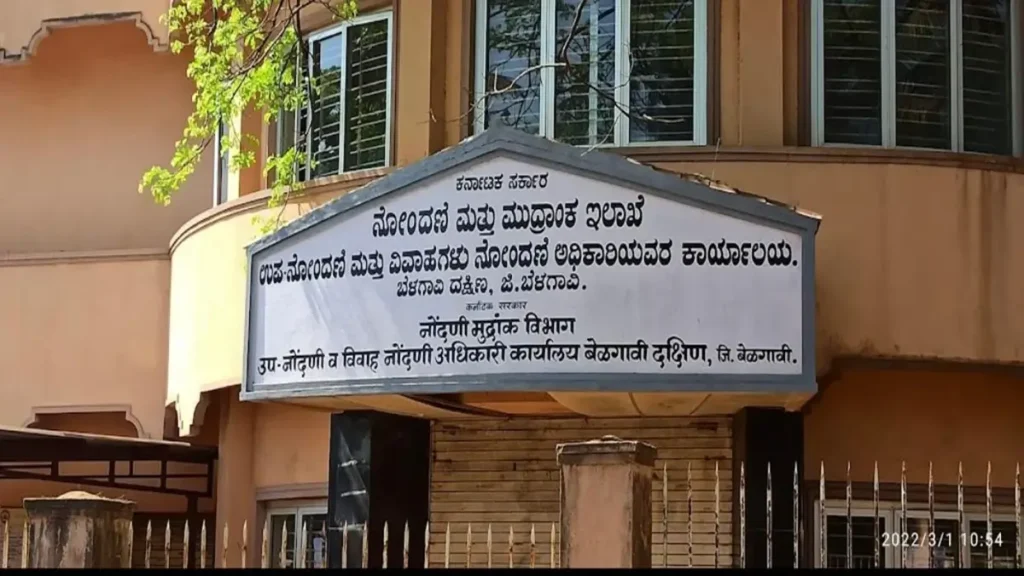 ಕರ್ನಾಟಕ ಸರ್ಕಾರ
ನೋಂದಣಿ ಮತ್ತು ಮುದ್ರಾಂಕ ಇಲಾಖೆ
ಉಪ-ನೋಂದಣಿ ಮತ್ತು ವಿವಾಹಗಳು ನೋಂದಣಿ ಅಧಿಕಾರಿಯವರ ಕಾರ್ಯಾಲಯ.
ಬೆಳಗಾವಿ ದಕ್ಷಿಣ, ಜಿ.ಬೆಳಗಾವಿ.
कर्नाटक सरकार
नोंदणी मुद्रांक विभाग
उप-नोंदणी व विवाह नोंदणी अधिकारी कार्यालय बेळगावी दक्षिण, जि. बेळगावी.
2022/3/1 10:54